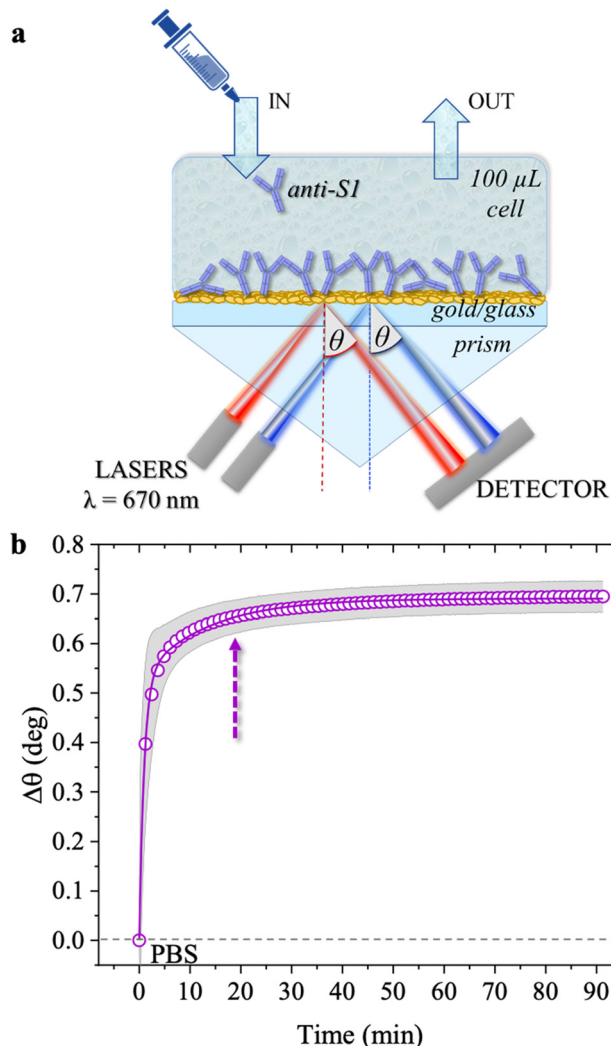 a
IN
OUT
anti-S1
100 μL
cell
gold/glass
prism
θ
θ
LASERS
λ = 670 nm
DETECTOR
b
0.8
0.7
0.6
0.5
0.4
0.3
0.2
0.1
0.0
Δθ (deg)
PBS
0 10 20 30 40 50 60 70 80 90
Time (min)